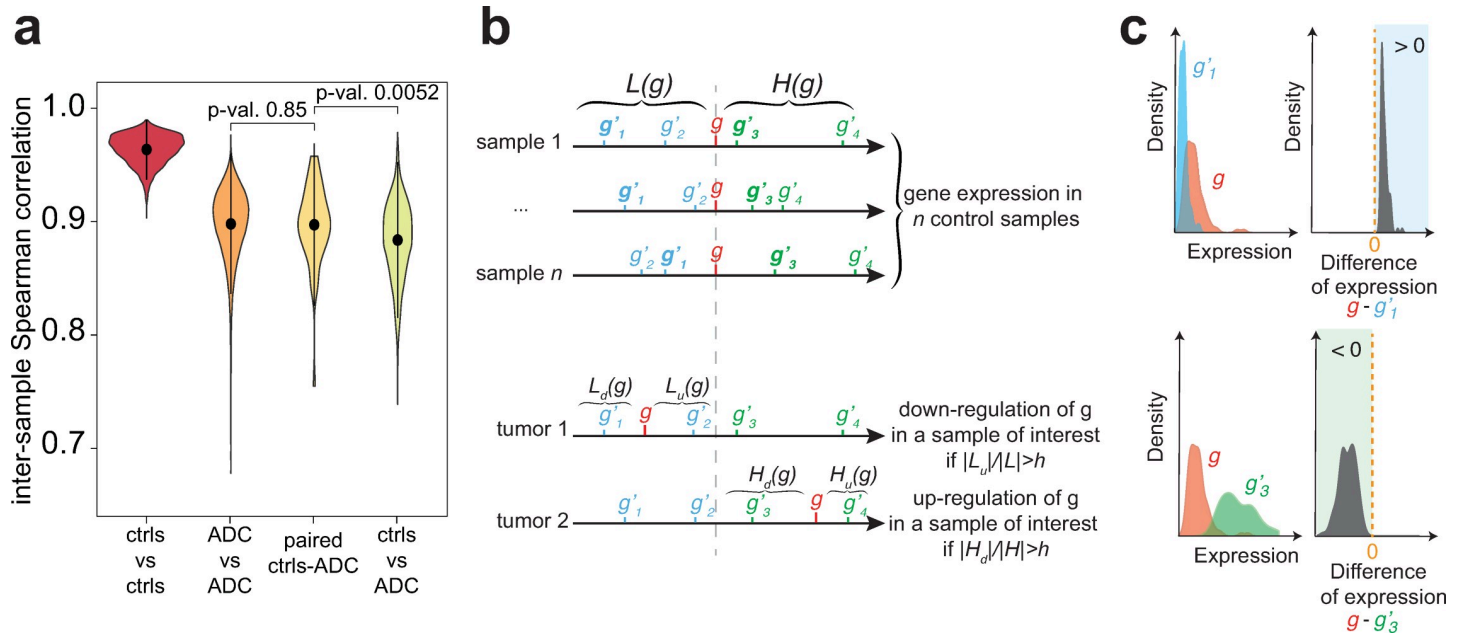 a
inter-sample Spearman correlation
1.0
0.9
0.8
0.7
p-val. 0.85
p-val. 0.0052
ctrls
vs
ctrls
ADC
vs
ADC
paired
ctrls-ADC
ctrls
vs
ADC
b
L(g) H(g)
sample 1
g'1 g'2 g g'3 g'4
...
g'1 g'2 g g'3 g'4
sample n
g'2 g'1 g g'3 g'4
gene expression in
n control samples
Ld(g) Lu(g)
tumor 1
g'1 g g'2 g'3 g'4
down-regulation of g
in a sample of interest
if |Lu|/|L|>h
Hd(g) Hu(g)
tumor 2
g'1 g'2 g'3 g g'4
up-regulation of g
in a sample of interest
if |Hd|/|H|>h
c
Density
g'1
g
Expression
Density
> 0
0
Difference
of expression
g - g'1
Density
g
g'3
Expression
Density
< 0
0
Difference
of expression
g - g'3